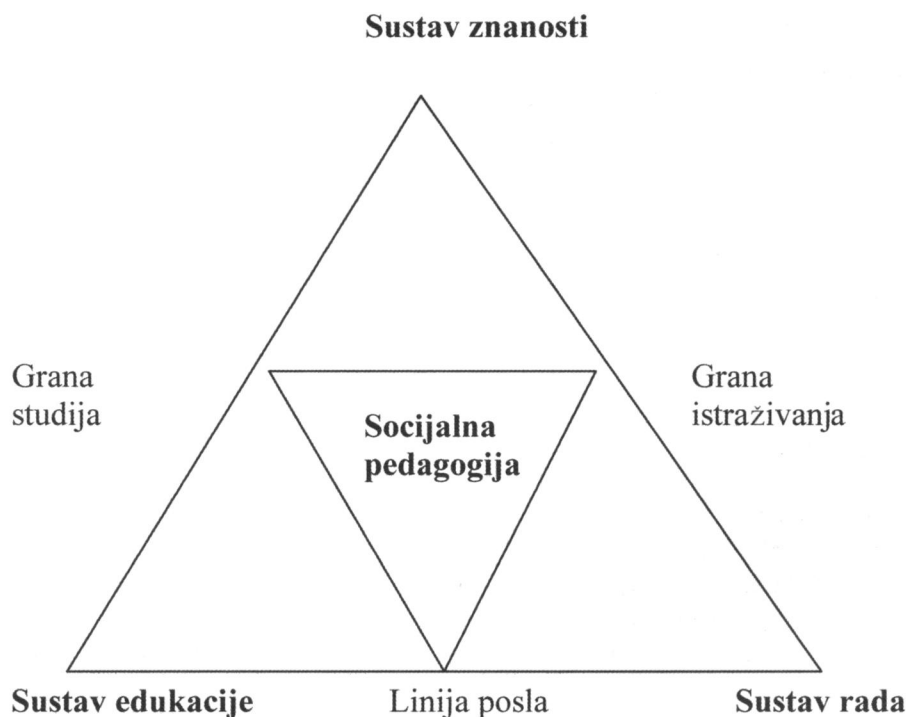 Sustav znanosti
Grana
studija
Grana
istraživanja
Socijalna
pedagogija
Sustav edukacije
Linija posla
Sustav rada